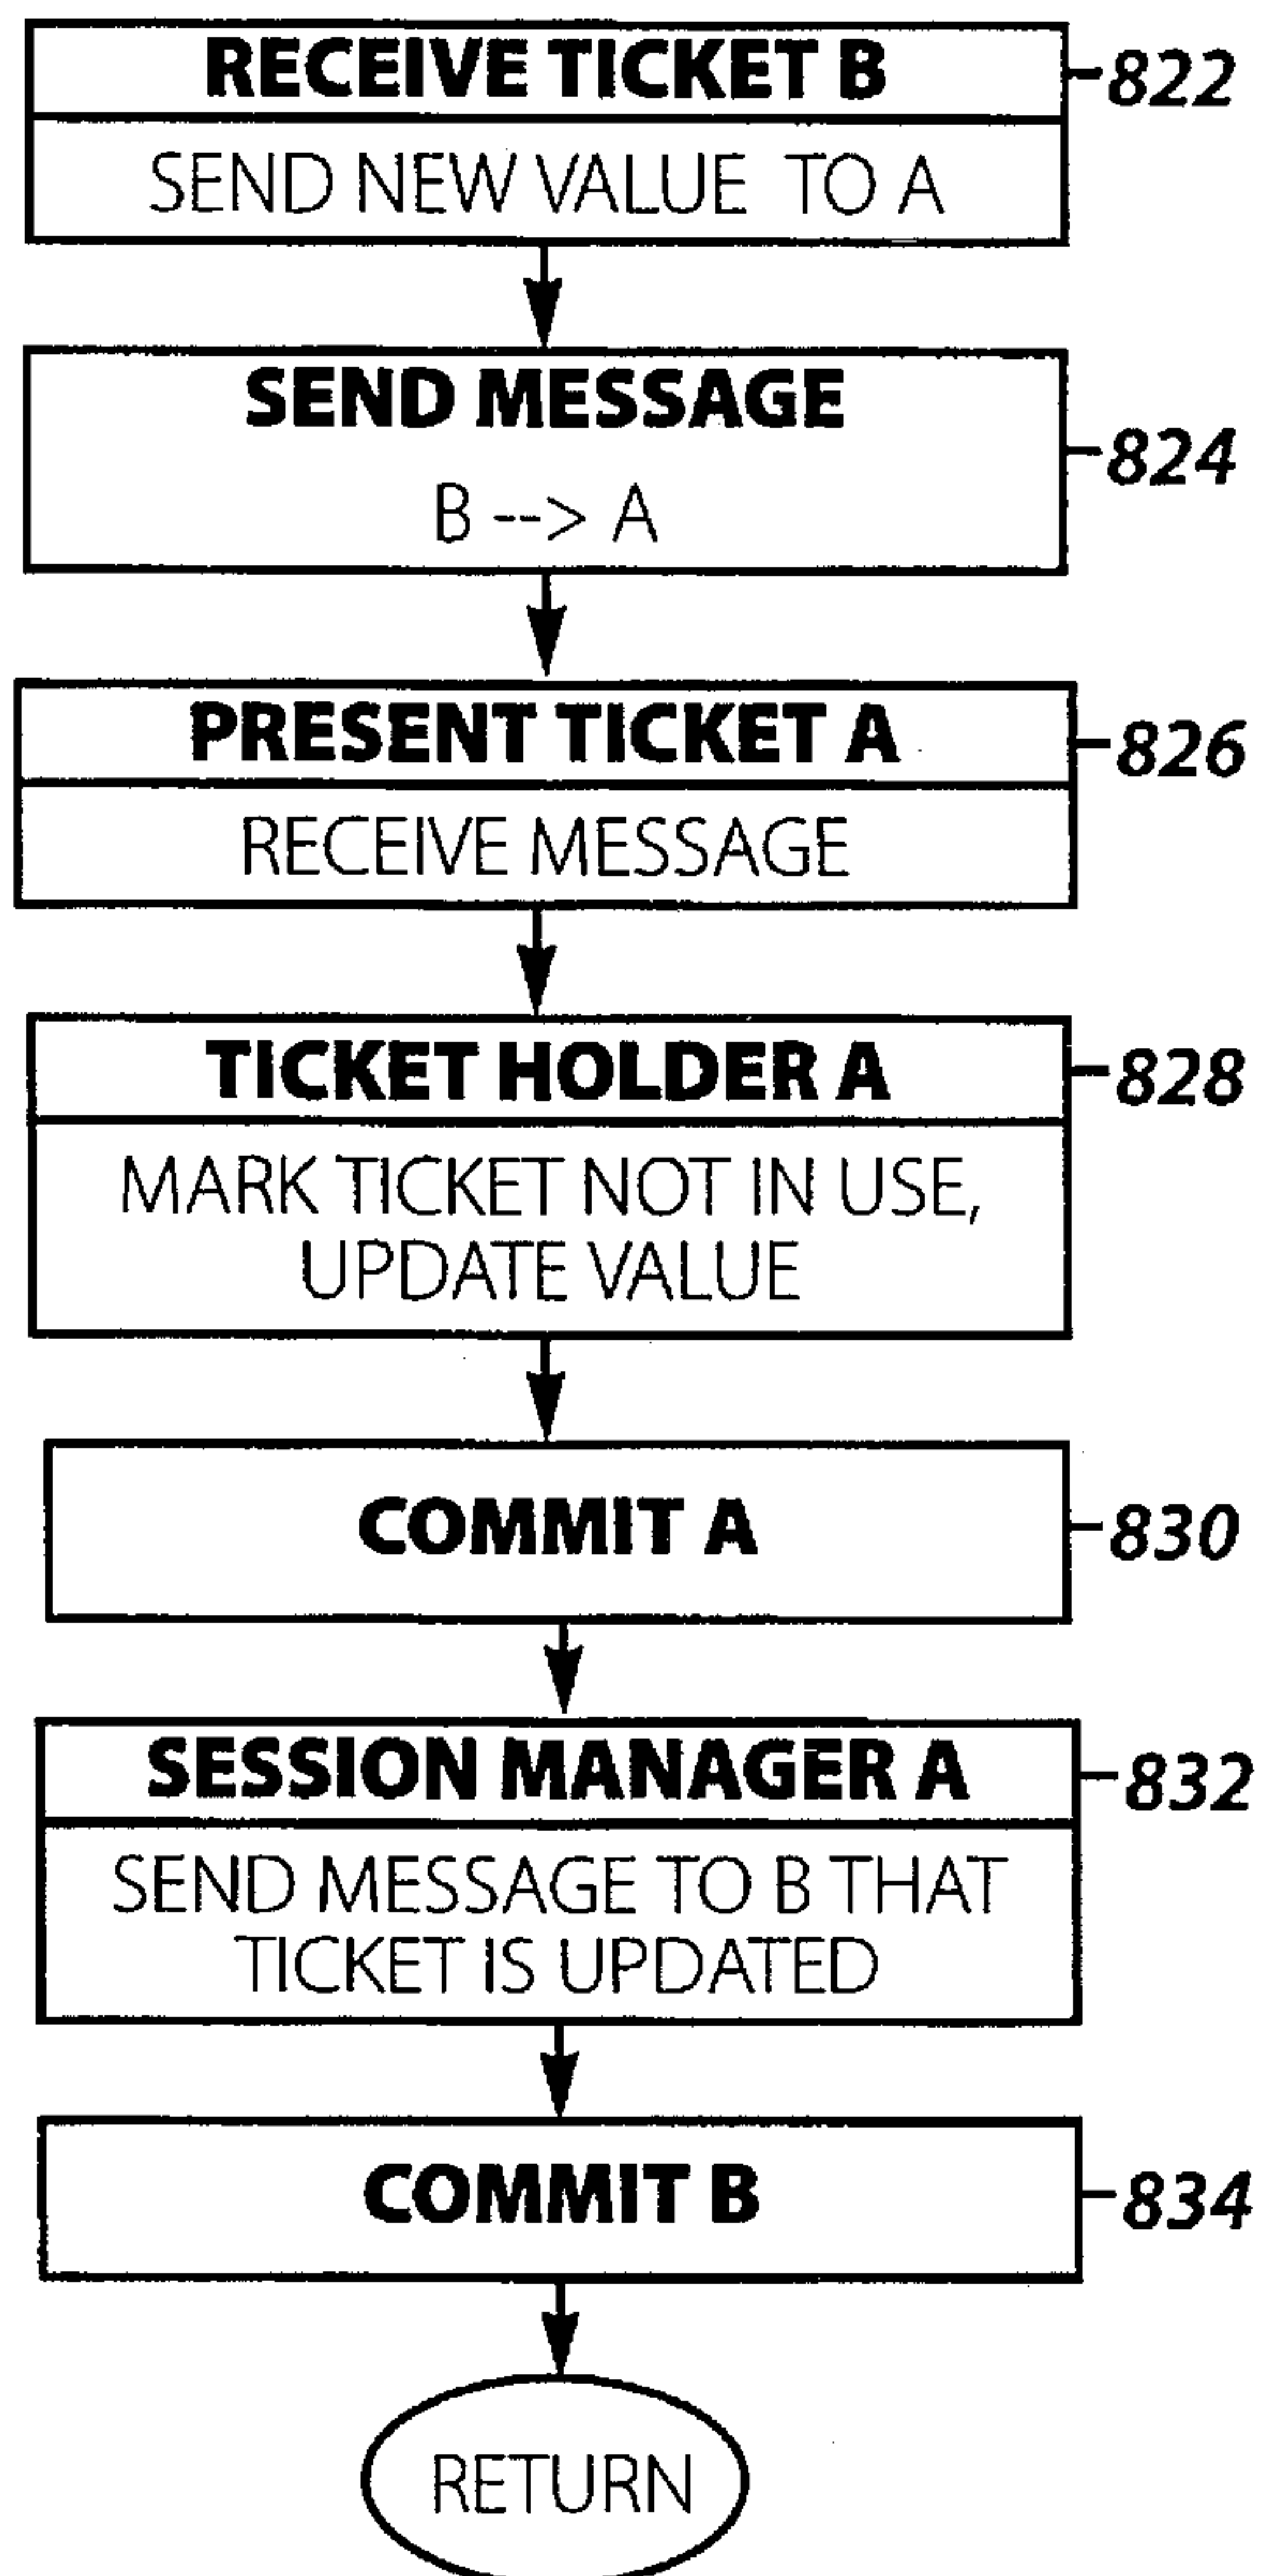 RECEIVE TICKET B
822
SEND NEW VALUE TO A
SEND MESSAGE
824
B --> A
PRESENT TICKET A
826
RECEIVE MESSAGE
TICKET HOLDER A
828
MARK TICKET NOT IN USE,
UPDATE VALUE
COMMIT A
830
SESSION MANAGER A
832
SEND MESSAGE TO B THAT
TICKET IS UPDATED
COMMIT B
834
RETURN